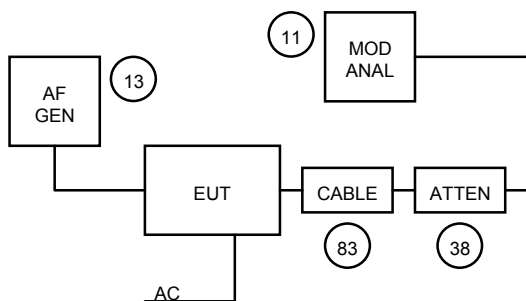 11
MOD
ANAL
13
AF
GEN
EUT
CABLE
ATTEN
83
38
AC